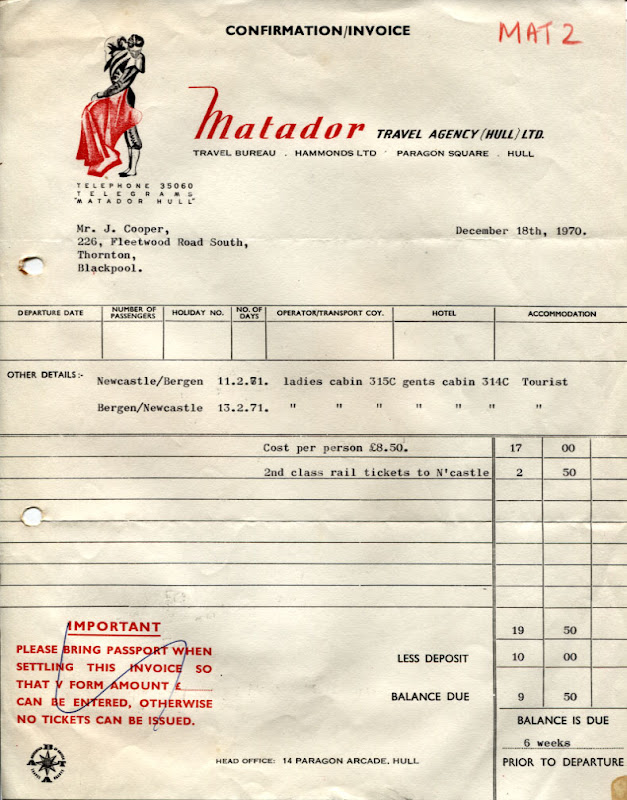 CONFIRMATION/INVOICE
MAT 2
Matador TRAVEL AGENCY (HULL) LTD.
TRAVEL BUREAU . HAMMONDS LTD . PARAGON SQUARE . HULL
TELEPHONE 35060
TELEGRAMS
"MATADOR HULL"
Mr. J. Cooper,
226, Fleetwood Road South,
Thornton,
Blackpool.
December 18th, 1970.
DEPARTURE DATE NUMBER OF PASSENGERS HOLIDAY NO. NO. OF DAYS OPERATOR/TRANSPORT COY. HOTEL ACCOMMODATION
OTHER DETAILS :- Newcastle/Bergen 11.2.71. ladies cabin 315C gents cabin 314C Tourist
Bergen/Newcastle 13.2.71. " " " " " " "
Cost per person £8.50. 17 00
2nd class rail tickets to N'castle 2 50
19 50
LESS DEPOSIT 10 00
BALANCE DUE 9 50
BALANCE IS DUE
6 weeks
PRIOR TO DEPARTURE
IMPORTANT
PLEASE BRING PASSPORT WHEN
SETTLING THIS INVOICE SO
THAT V FORM AMOUNT £
CAN BE ENTERED, OTHERWISE
NO TICKETS CAN BE ISSUED.
ABTA
HEAD OFFICE: 14 PARAGON ARCADE, HULL